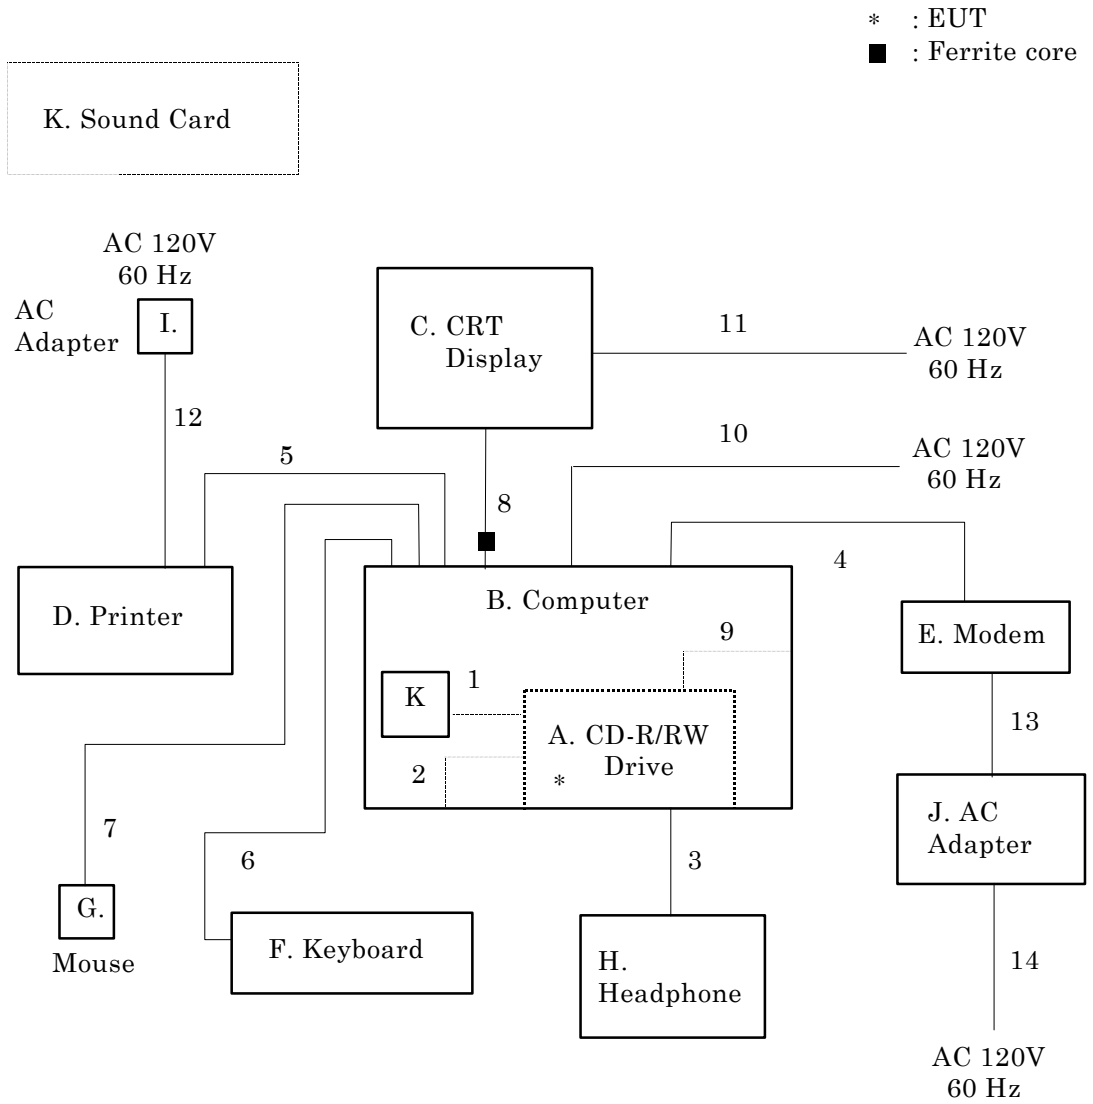 * : EUT
■ : Ferrite core
K. Sound Card
AC 120V
60 Hz
AC
Adapter
I.
C. CRT
Display
11
AC 120V
60 Hz
12
10
AC 120V
60 Hz
5
8
4
D. Printer
B. Computer
E. Modem
9
K
1
A. CD-R/RW
Drive
*
2
13
J. AC
Adapter
7
6
3
G.
Mouse
F. Keyboard
H.
Headphone
14
AC 120V
60 Hz